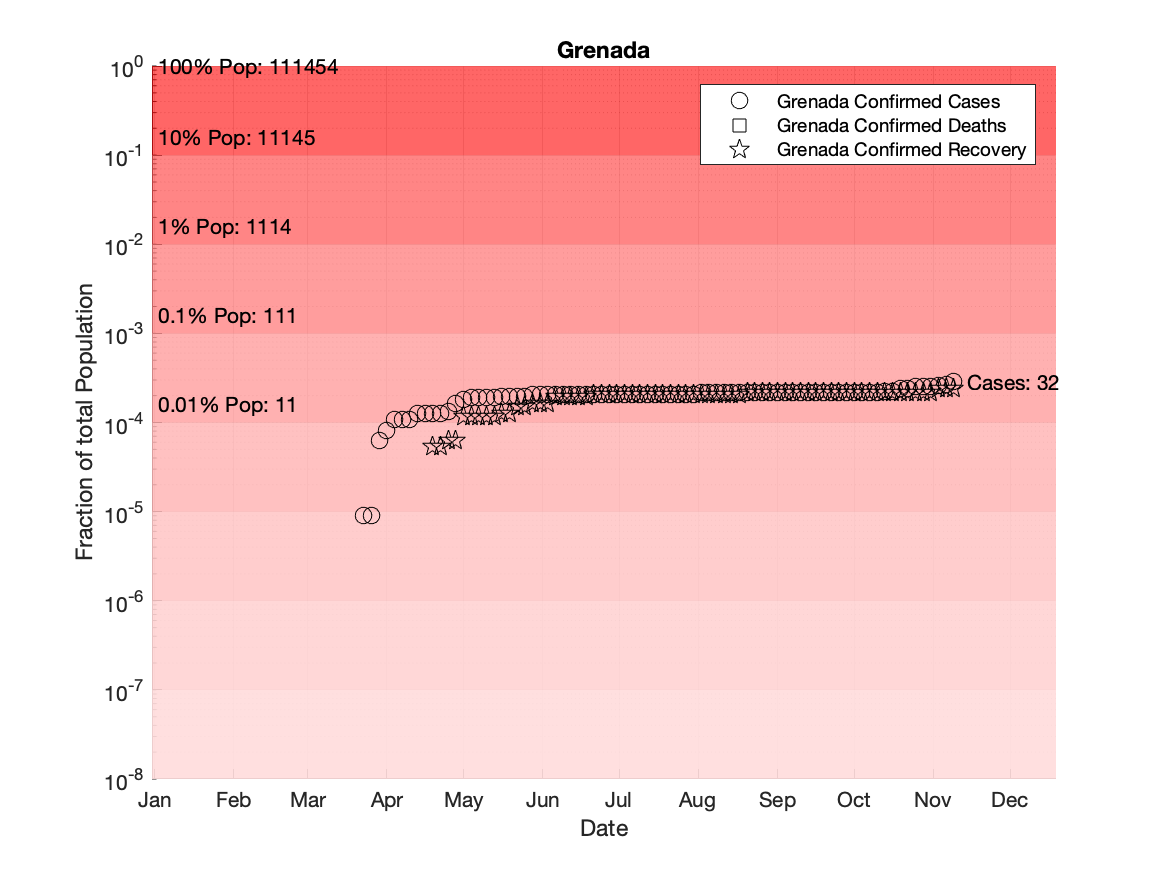 Grenada
10^0
100% Pop: 111454
Grenada Confirmed Cases
Grenada Confirmed Deaths
Grenada Confirmed Recovery
10% Pop: 11145
10^-1
1% Pop: 1114
10^-2
0.1% Pop: 111
10^-3
Cases: 32
0.01% Pop: 11
10^-4
10^-5
10^-6
10^-7
10^-8
Fraction of total Population
Jan Feb Mar Apr May Jun Jul Aug Sep Oct Nov Dec
Date